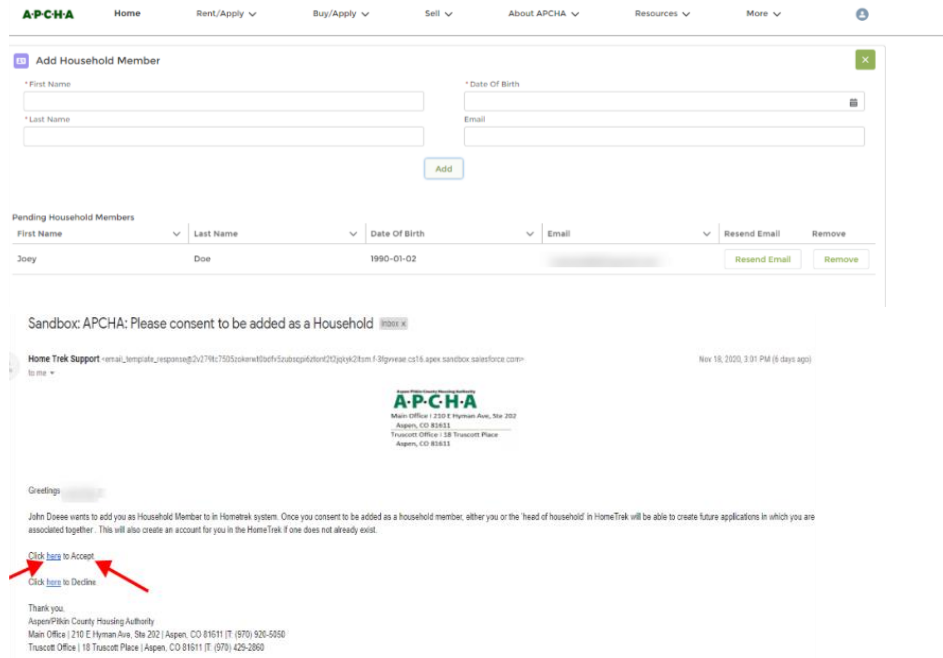 A·P·C·H·A Home Rent/Apply Buy/Apply Sell About APCHA Resources More
Add Household Member
*First Name *Date Of Birth
*Last Name Email
Add
Pending Household Members
First Name Last Name Date Of Birth Email Resend Email Remove
Joey Doe 1990-01-02 Resend Email Remove
Sandbox: APCHA: Please consent to be added as a Household Inbox x
Home Trek Support Nov 18, 2020, 3:01 PM (6 days ago)
to me
Aspen/Pitkin County Housing Authority
A·P·C·H·A
Main Office | 210 E Hyman Ave, Ste 202
Aspen, CO 81611
Truscott Office | 18 Truscott Place
Aspen, CO 81611
Greetings
John Doeee wants to add you as Household Member to in Hometrek system. Once you consent to be added as a household member, either you or the 'head of household' in HomeTrek will be able to create future applications in which you are
associated together . This will also create an account for you in the HomeTrek if one does not already exist.
Click here to Accept
Click here to Decline
Thank you,
Aspen/Pitkin County Housing Authority
Main Office | 210 E Hyman Ave, Ste 202 | Aspen, CO 81611 |T: (970) 920-5050
Truscott Office | 18 Truscott Place | Aspen, CO 81611 |T: (970) 429-2860